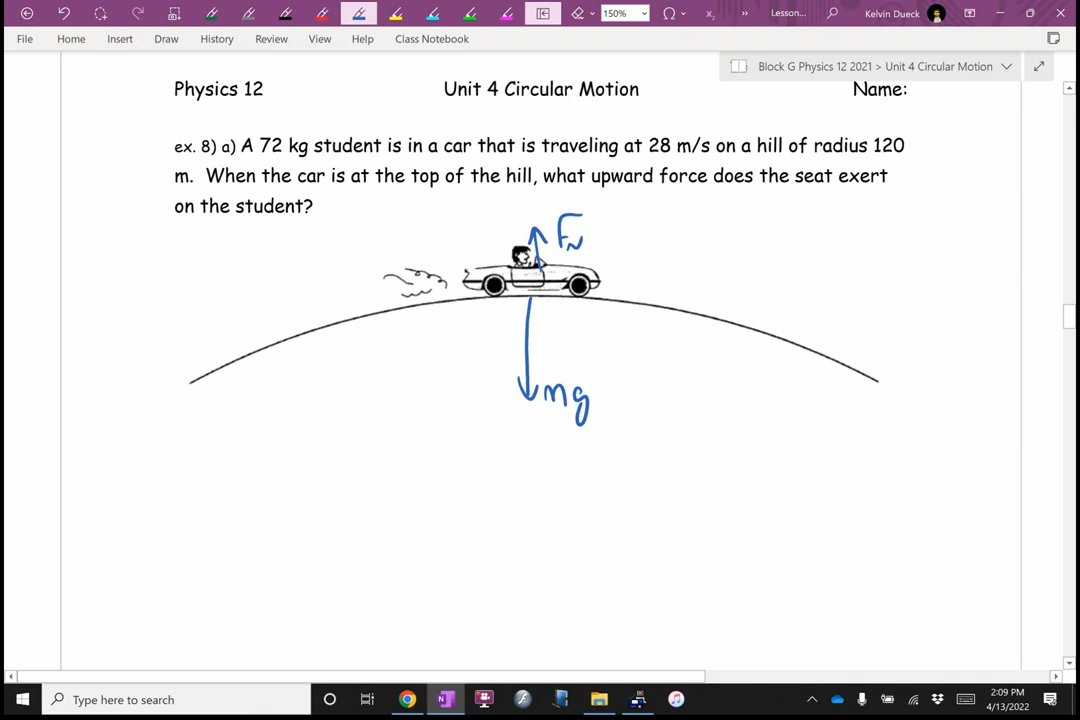 150%
Lesson...
Kelvin Dueck
File Home Insert Draw History Review View Help Class Notebook
Block G Physics 12 2021 > Unit 4 Circular Motion
Physics 12 Unit 4 Circular Motion Name:
ex. 8) a) A 72 kg student is in a car that is traveling at 28 m/s on a hill of radius 120
m. When the car is at the top of the hill, what upward force does the seat exert
on the student?
FN
mg
Type here to search
2:09 PM
4/13/2022